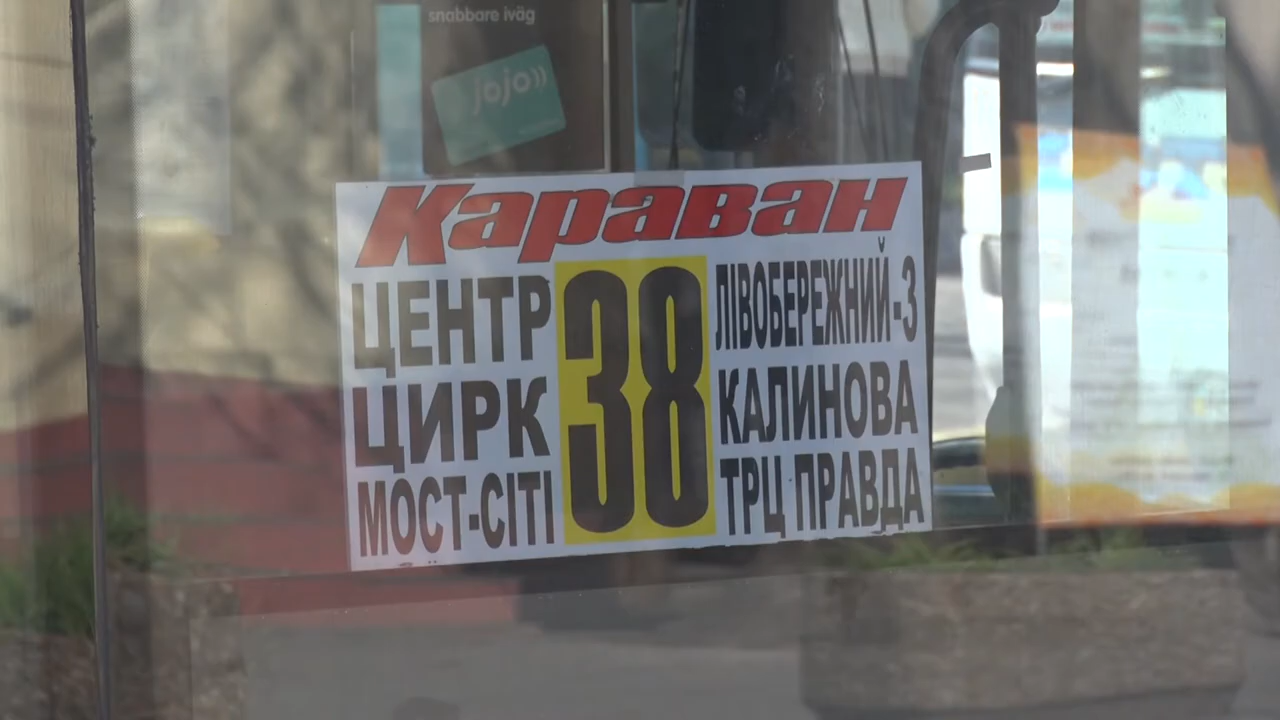 snabbare iväg
jojo
Караван
ЦЕНТР
ЦИРК
МОСТ-СІТІ
38
ЛІВОБЕРЕЖНИЙ-3
КАЛИНОВА
ТРЦ ПРАВДА